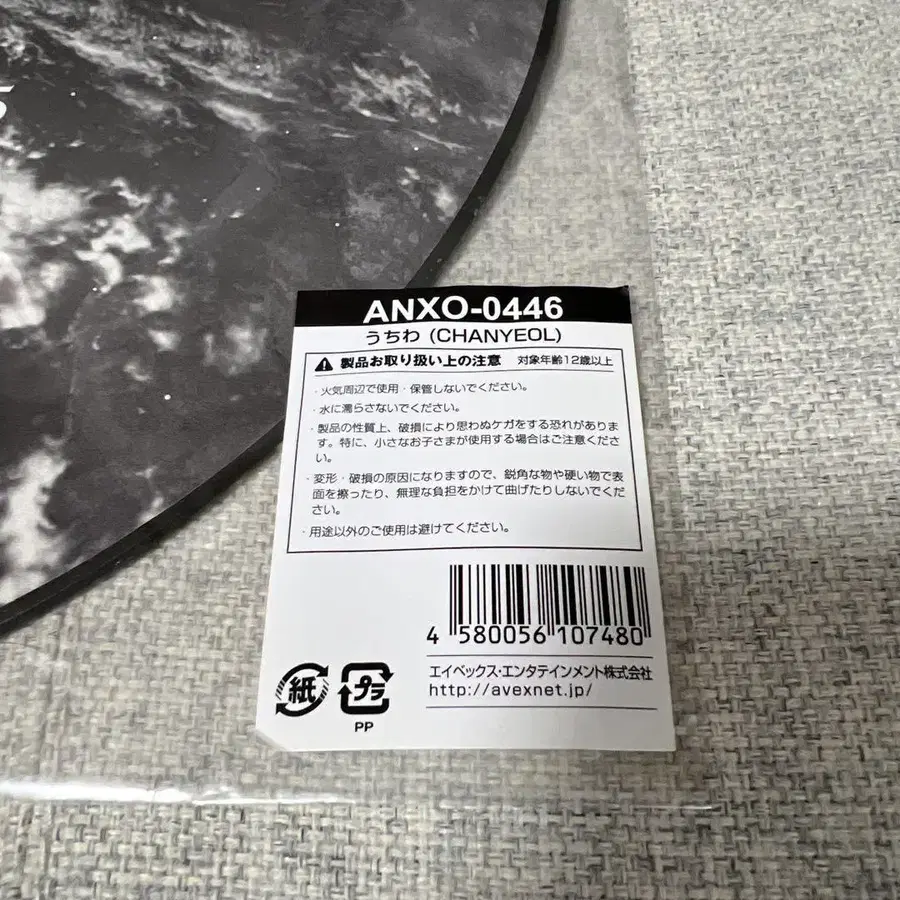 5
ANXO-0446
うちわ (CHANYEOL)
製品お取り扱い上の注意 対象年齢12歳以上
・火気周辺で使用・保管しないでください。
・水に濡らさないでください。
・製品の性質上、破損により思わぬケガをする恐れがありま
す。特に、小さなお子さまが使用する場合はご注意くださ
い。
・変形・破損の原因になりますので、鋭角な物や硬い物で表
面を擦ったり、無理な負担をかけて曲げたりしないでくだ
さい。
・用途以外のご使用は避けてください。
4 580056 107480
エイベックス・エンタテインメント株式会社
http://avexnet.jp/
紙
プラ
PP